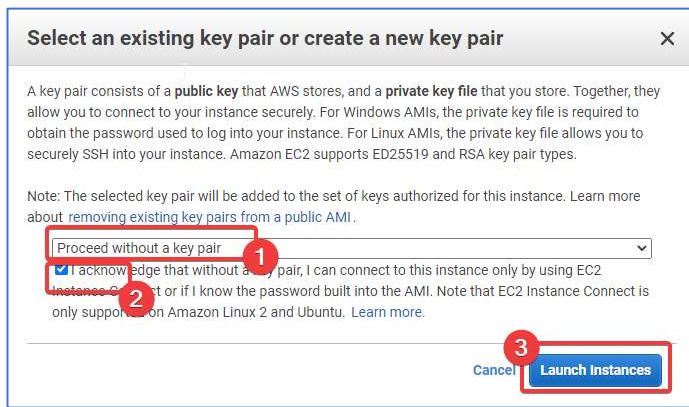 Select an existing key pair or create a new key pair
A key pair consists of a public key that AWS stores, and a private key file that you store. Together, they
allow you to connect to your instance securely. For Windows AMIs, the private key file is required to
obtain the password used to log into your instance. For Linux AMIs, the private key file allows you to
securely SSH into your instance. Amazon EC2 supports ED25519 and RSA key pair types.
Note: The selected key pair will be added to the set of keys authorized for this instance. Learn more
about removing existing key pairs from a public AMI.
Proceed without a key pair
1
I acknowledge that without a key pair, I can connect to this instance only by using EC2
Instance Connect or if I know the password built into the AMI. Note that EC2 Instance Connect is
2
only supported on Amazon Linux 2 and Ubuntu. Learn more.
3
Cancel Launch Instances